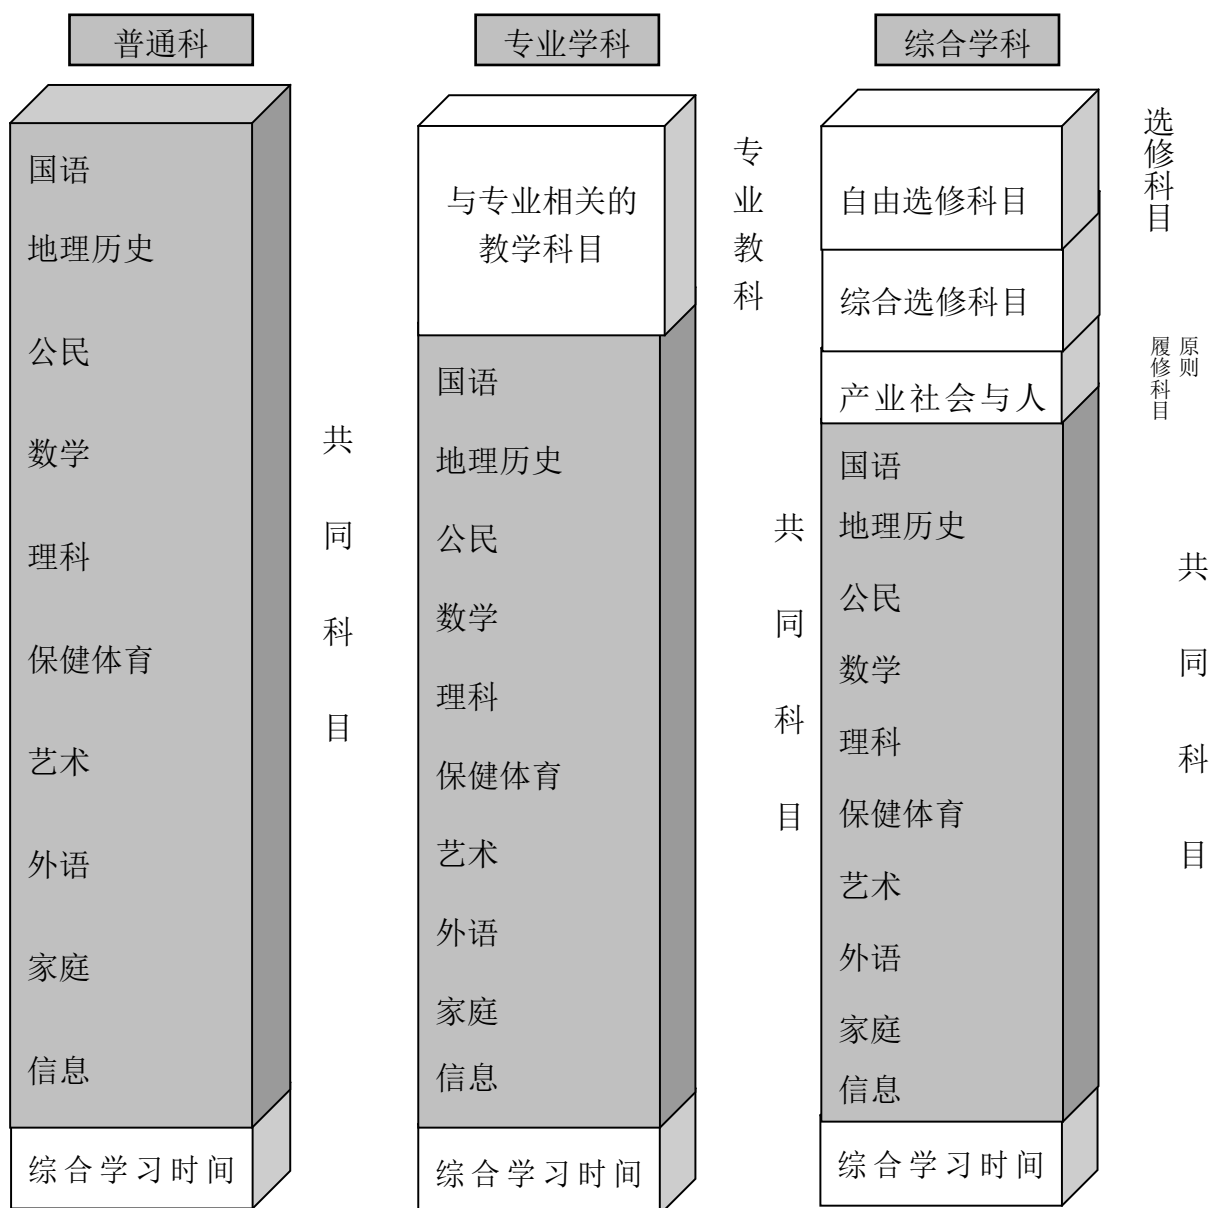 普通科
国语
地理历史
公民
数学
理科
保健体育
艺术
外语
家庭
信息
综合学习时间
共同科目
专业学科
与专业相关的
教学科目
国语
地理历史
公民
数学
理科
保健体育
艺术
外语
家庭
信息
综合学习时间
专业教科
共同科目
综合学科
自由选修科目
综合选修科目
产业社会与人
国语
地理历史
公民
数学
理科
保健体育
艺术
外语
家庭
信息
综合学习时间
选修科目
原则
履修科目
共同科目